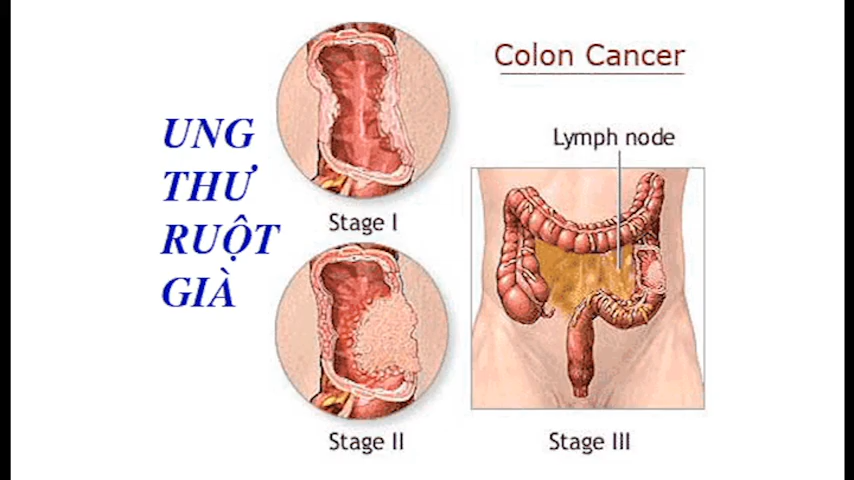 UNG
THƯ
RUỘT
GIÀ
Colon Cancer
Lymph node
Stage I
Stage II
Stage III